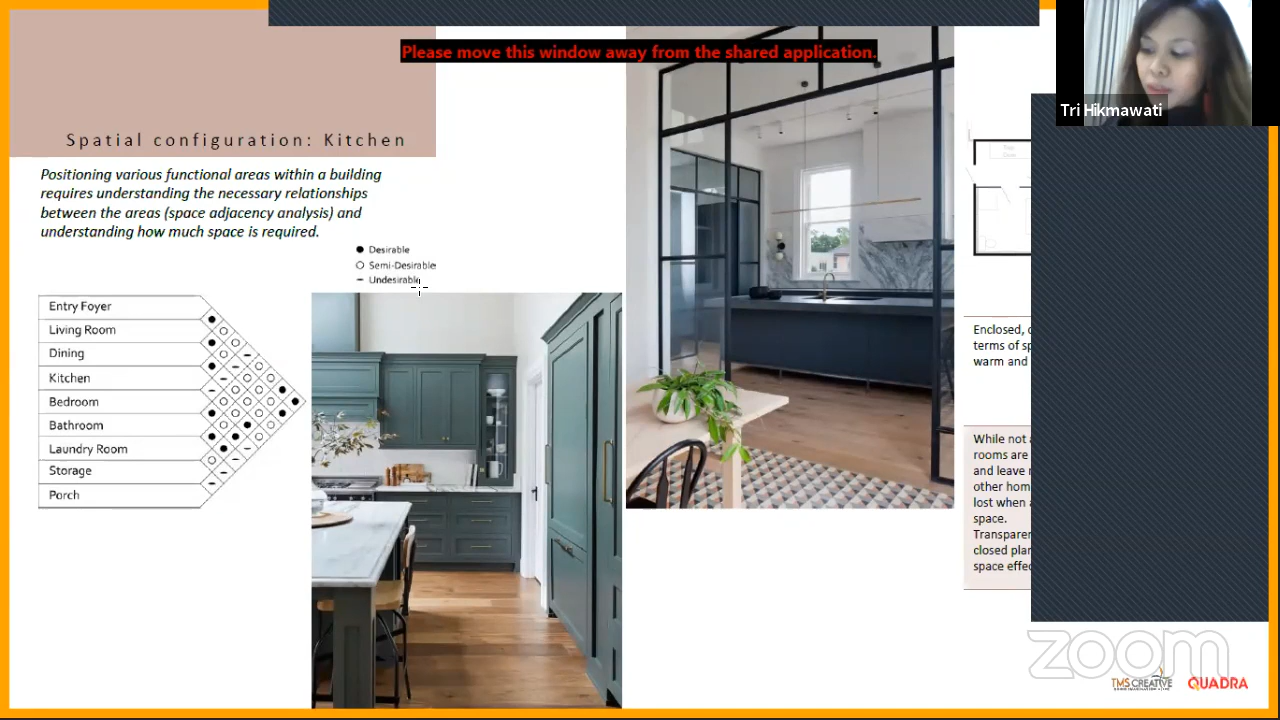 Please move this window away from the shared application.
Tri Hikmawati
Spatial configuration: Kitchen
Positioning various functional areas within a building
requires understanding the necessary relationships
between the areas (space adjacency analysis) and
understanding how much space is required.
Desirable
Semi-Desirable
Undesirable
Entry Foyer
Living Room
Dining
Kitchen
Bedroom
Bathroom
Laundry Room
Storage
Porch
Enclosed,
terms of
warm and
While not
rooms are
and leave
other hom
lost when
space.
Transparen
closed plan
space effe
zoom
TMS CREATIVE
QUADRA